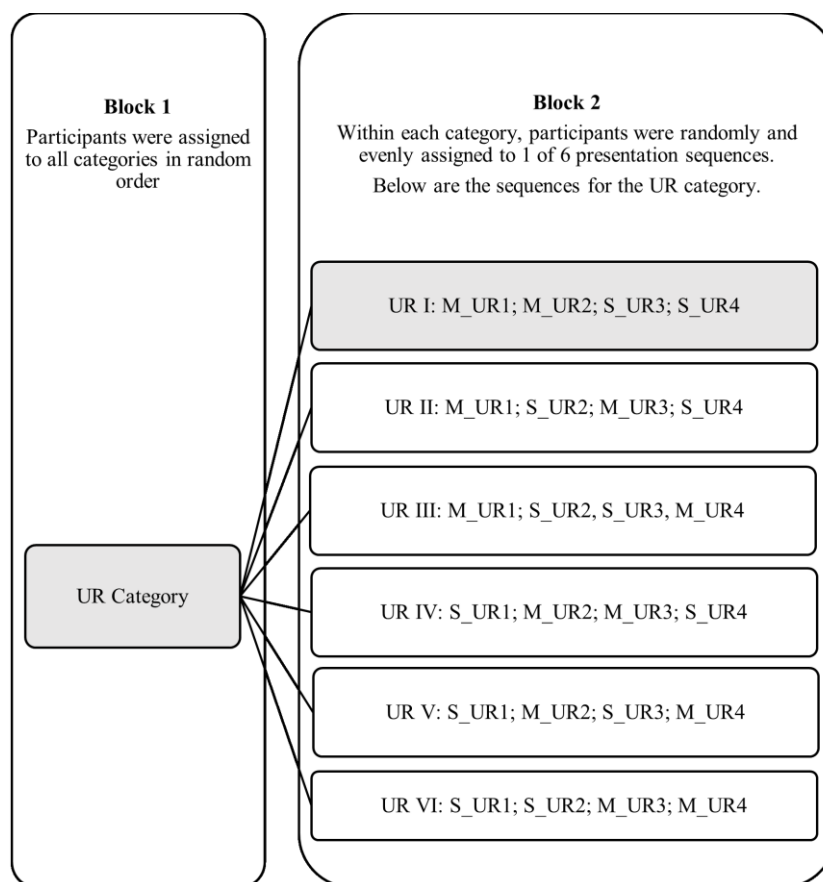 Block 1
Participants were assigned
to all categories in random
order
UR Category
Block 2
Within each category, participants were randomly and
evenly assigned to 1 of 6 presentation sequences.
Below are the sequences for the UR category.
UR I: M_UR1; M_UR2; S_UR3; S_UR4
UR II: M_UR1; S_UR2; M_UR3; S_UR4
UR III: M_UR1; S_UR2, S_UR3, M_UR4
UR IV: S_UR1; M_UR2; M_UR3; S_UR4
UR V: S_UR1; M_UR2; S_UR3; M_UR4
UR VI: S_UR1; S_UR2; M_UR3; M_UR4